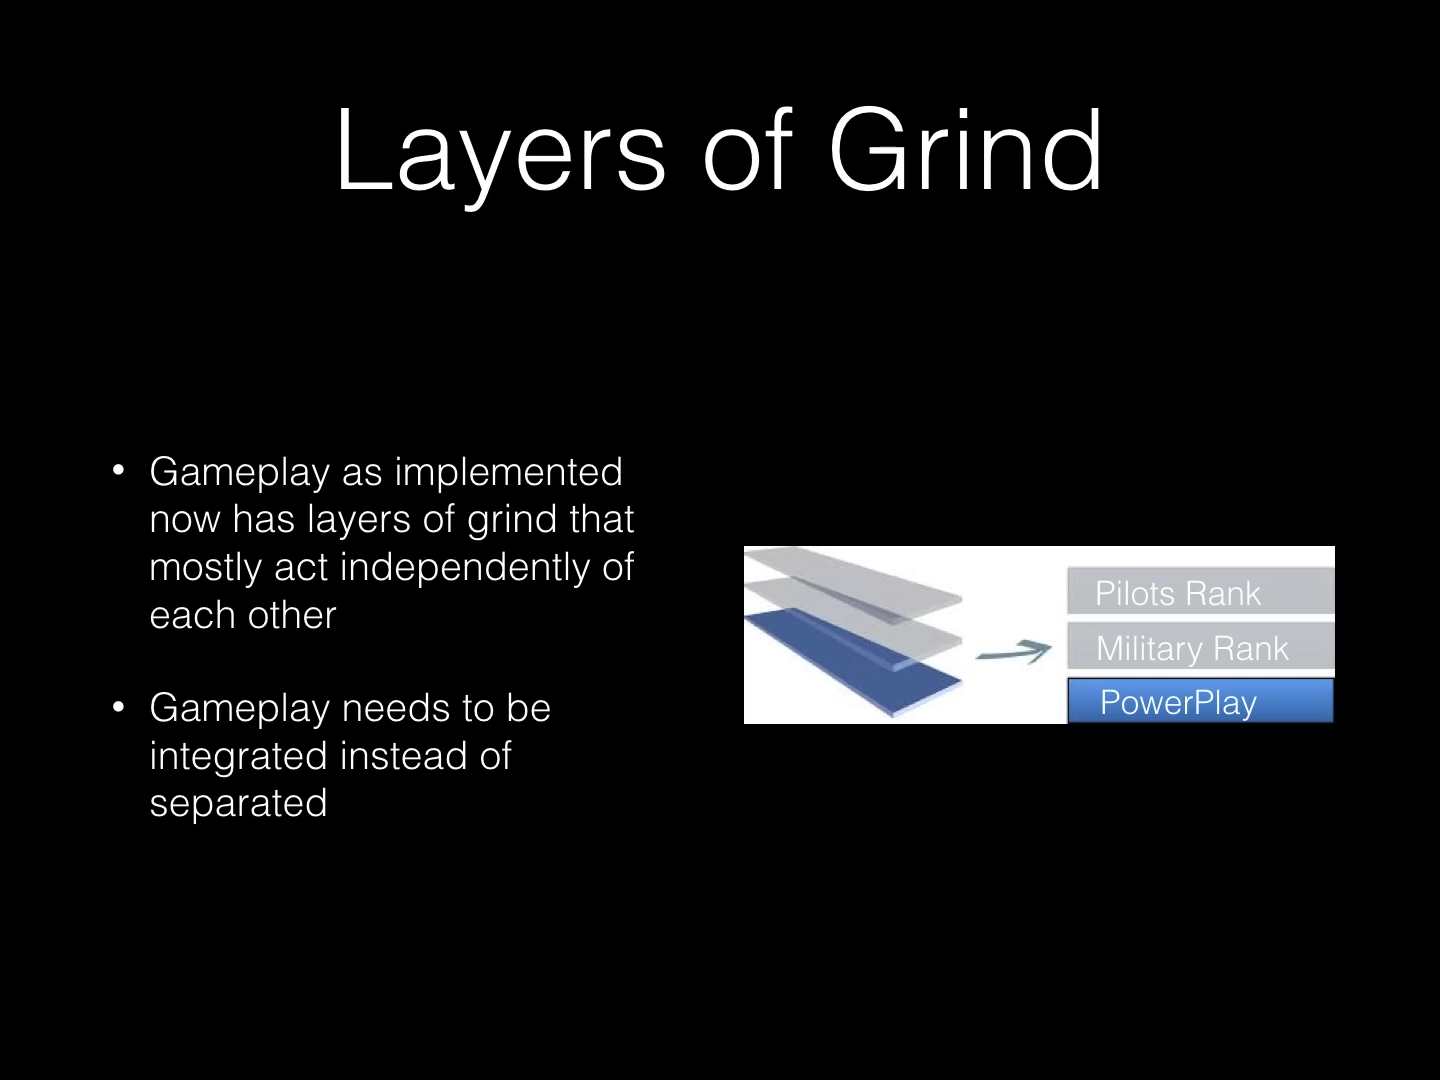 Layers of Grind
• Gameplay as implemented
now has layers of grind that
mostly act independently of
each other
• Gameplay needs to be
integrated instead of
separated
Pilots Rank
Military Rank
PowerPlay